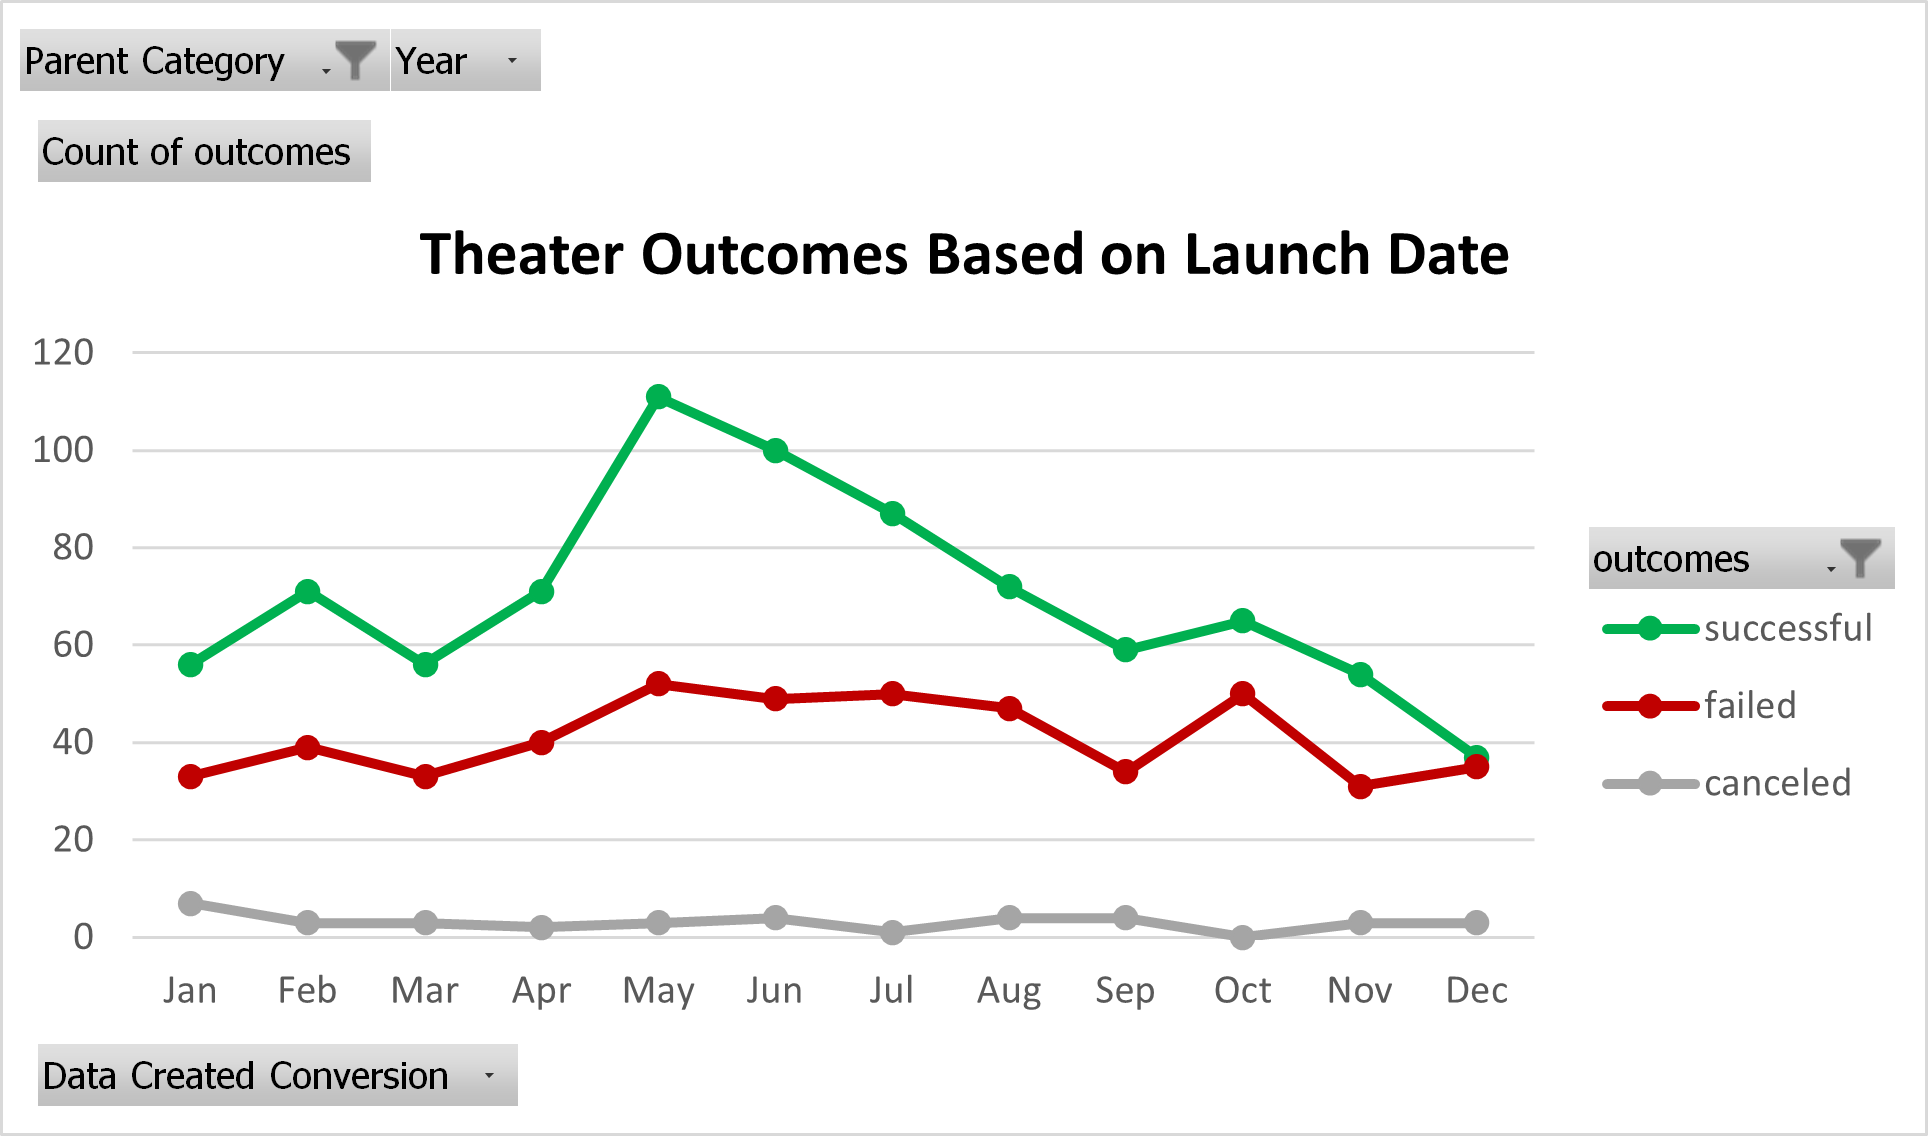 Parent Category Year
Count of outcomes
Theater Outcomes Based on Launch Date
120
100
80
60
40
20
0
Jan Feb Mar Apr May Jun Jul Aug Sep Oct Nov Dec
outcomes
successful
failed
canceled
Data Created Conversion